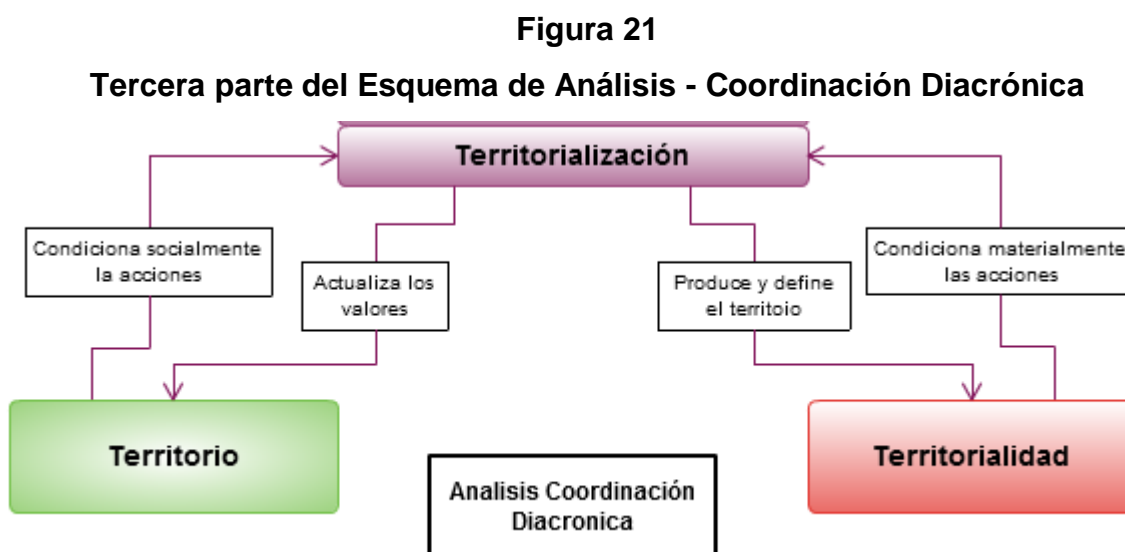 Figura 21
Tercera parte del Esquema de Análisis - Coordinación Diacrónica
Territorialización
Condiciona socialmente
la acciones
Actualiza los
valores
Produce y define
el territoio
Condiciona materialmente
las acciones
Territorio
Territorialidad
Analisis Coordinación
Diacronica